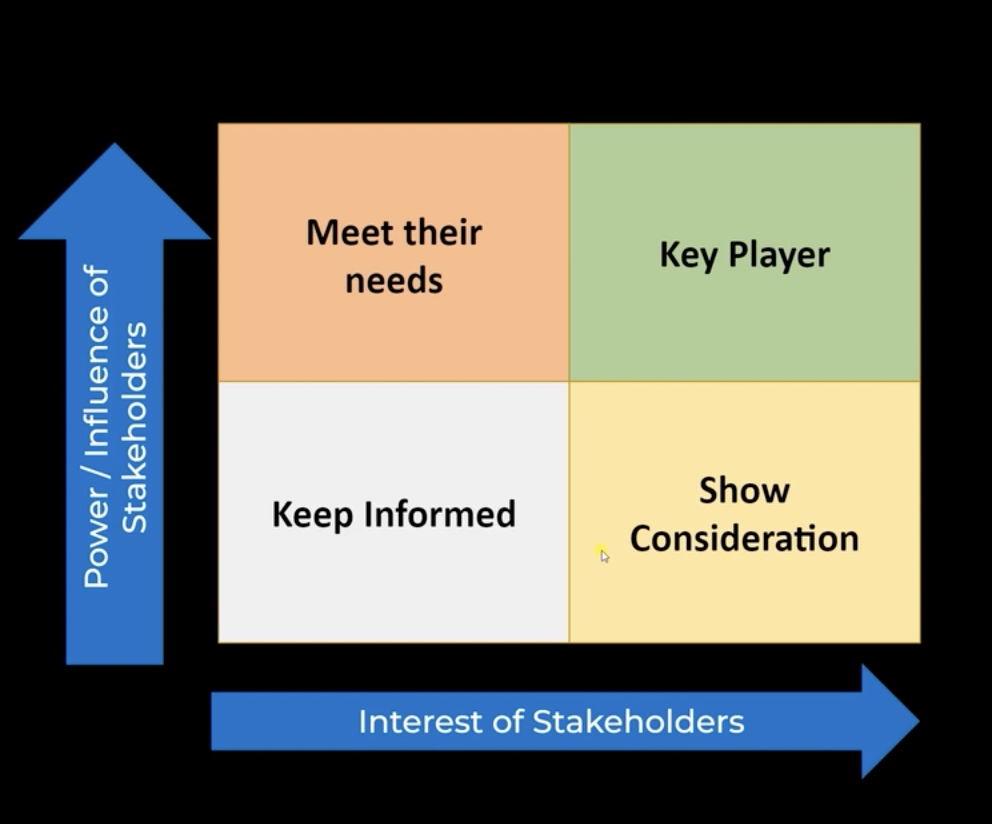 Meet their
needs
Key Player
Power / Influence of
Stakeholders
Keep Informed
Show
Consideration
Interest of Stakeholders